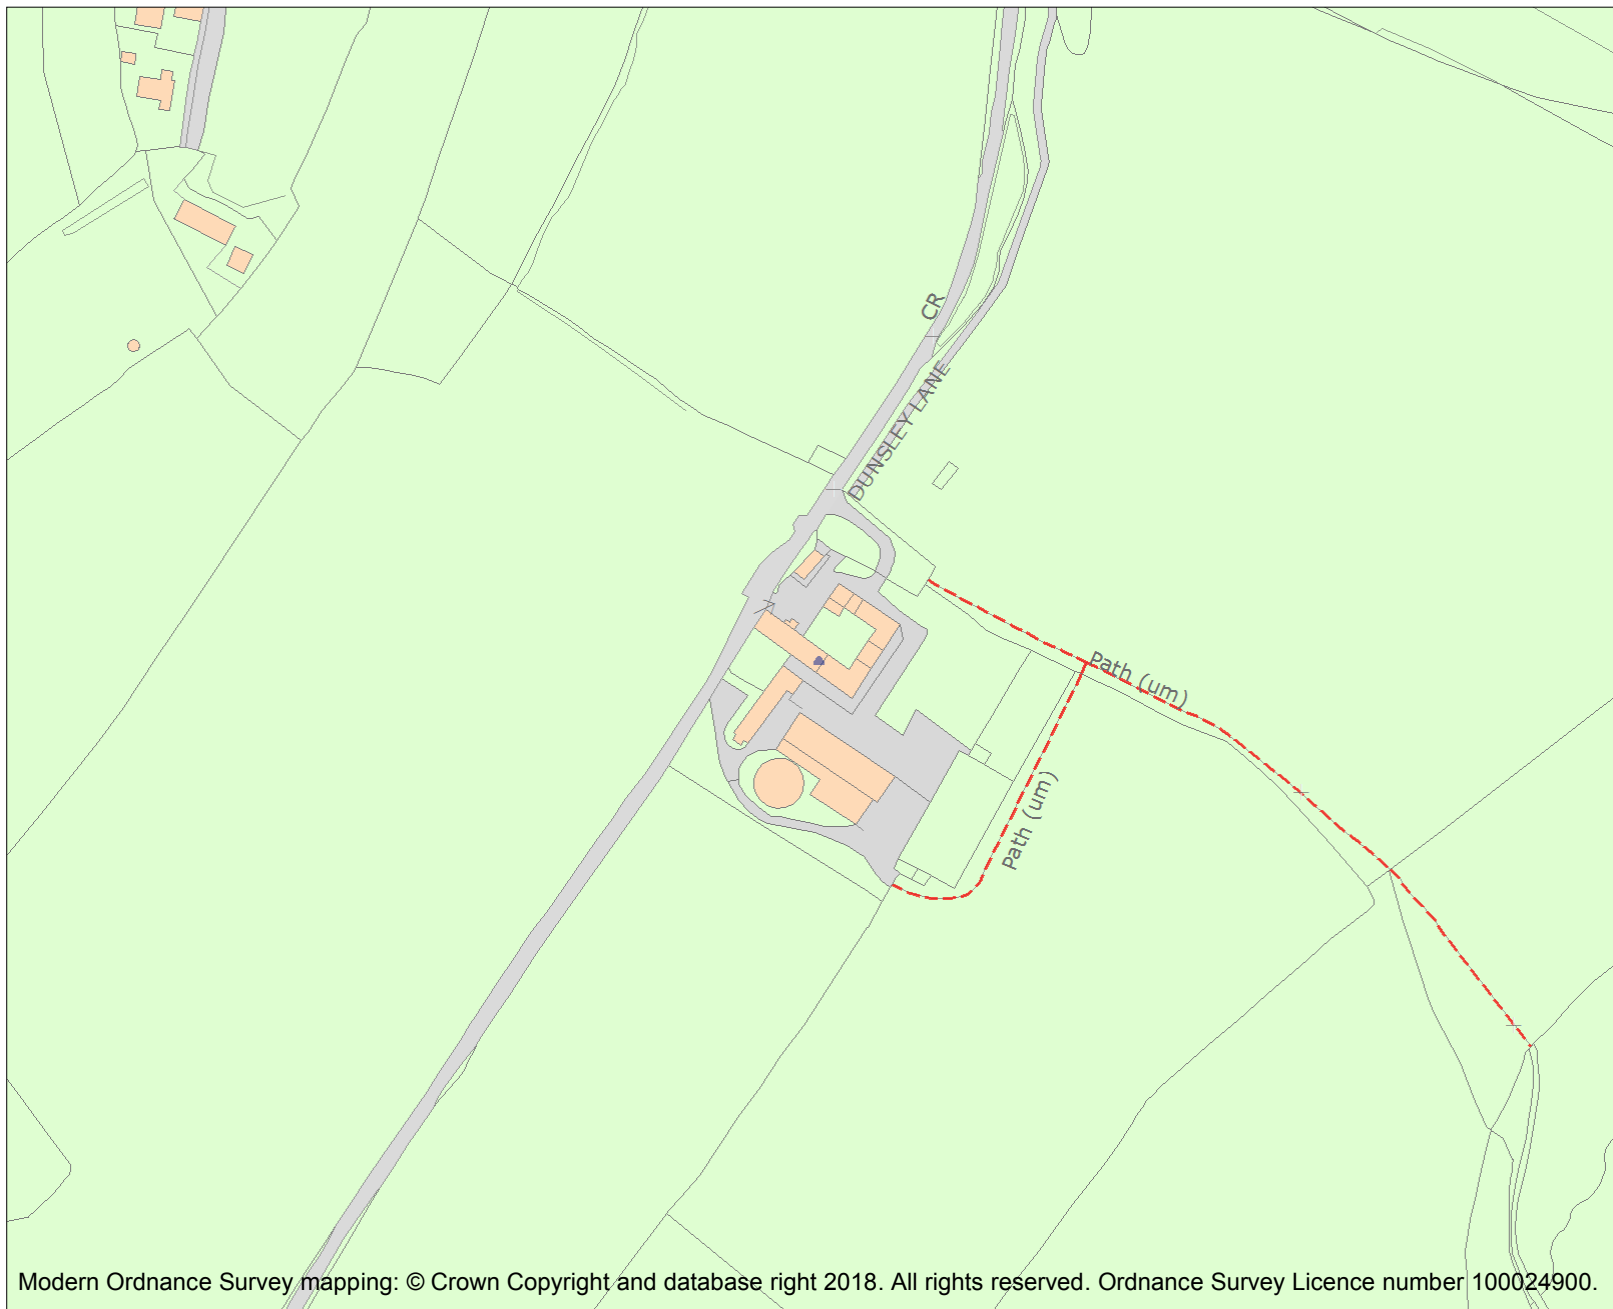 CR
DUNSLEY LANE
Path (um)
Path (um)
Modern Ordnance Survey mapping: © Crown Copyright and database right 2018. All rights reserved. Ordnance Survey Licence number 100024900.